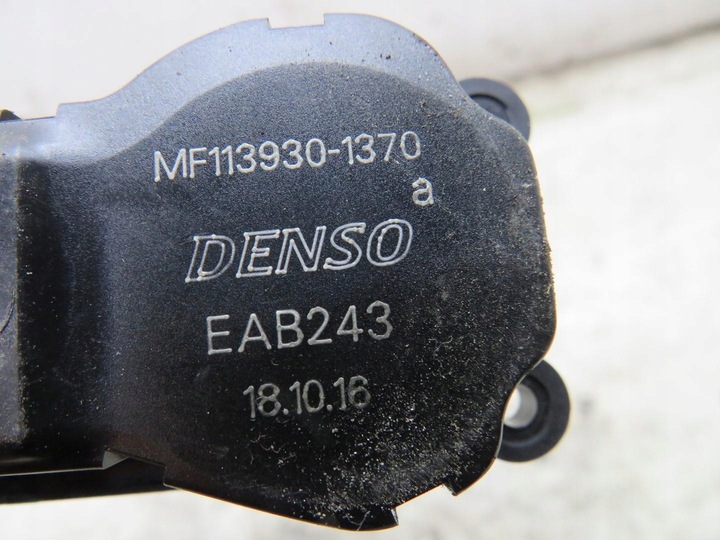 MF113930-1370
a
DENSO
EAB243
18.10.16